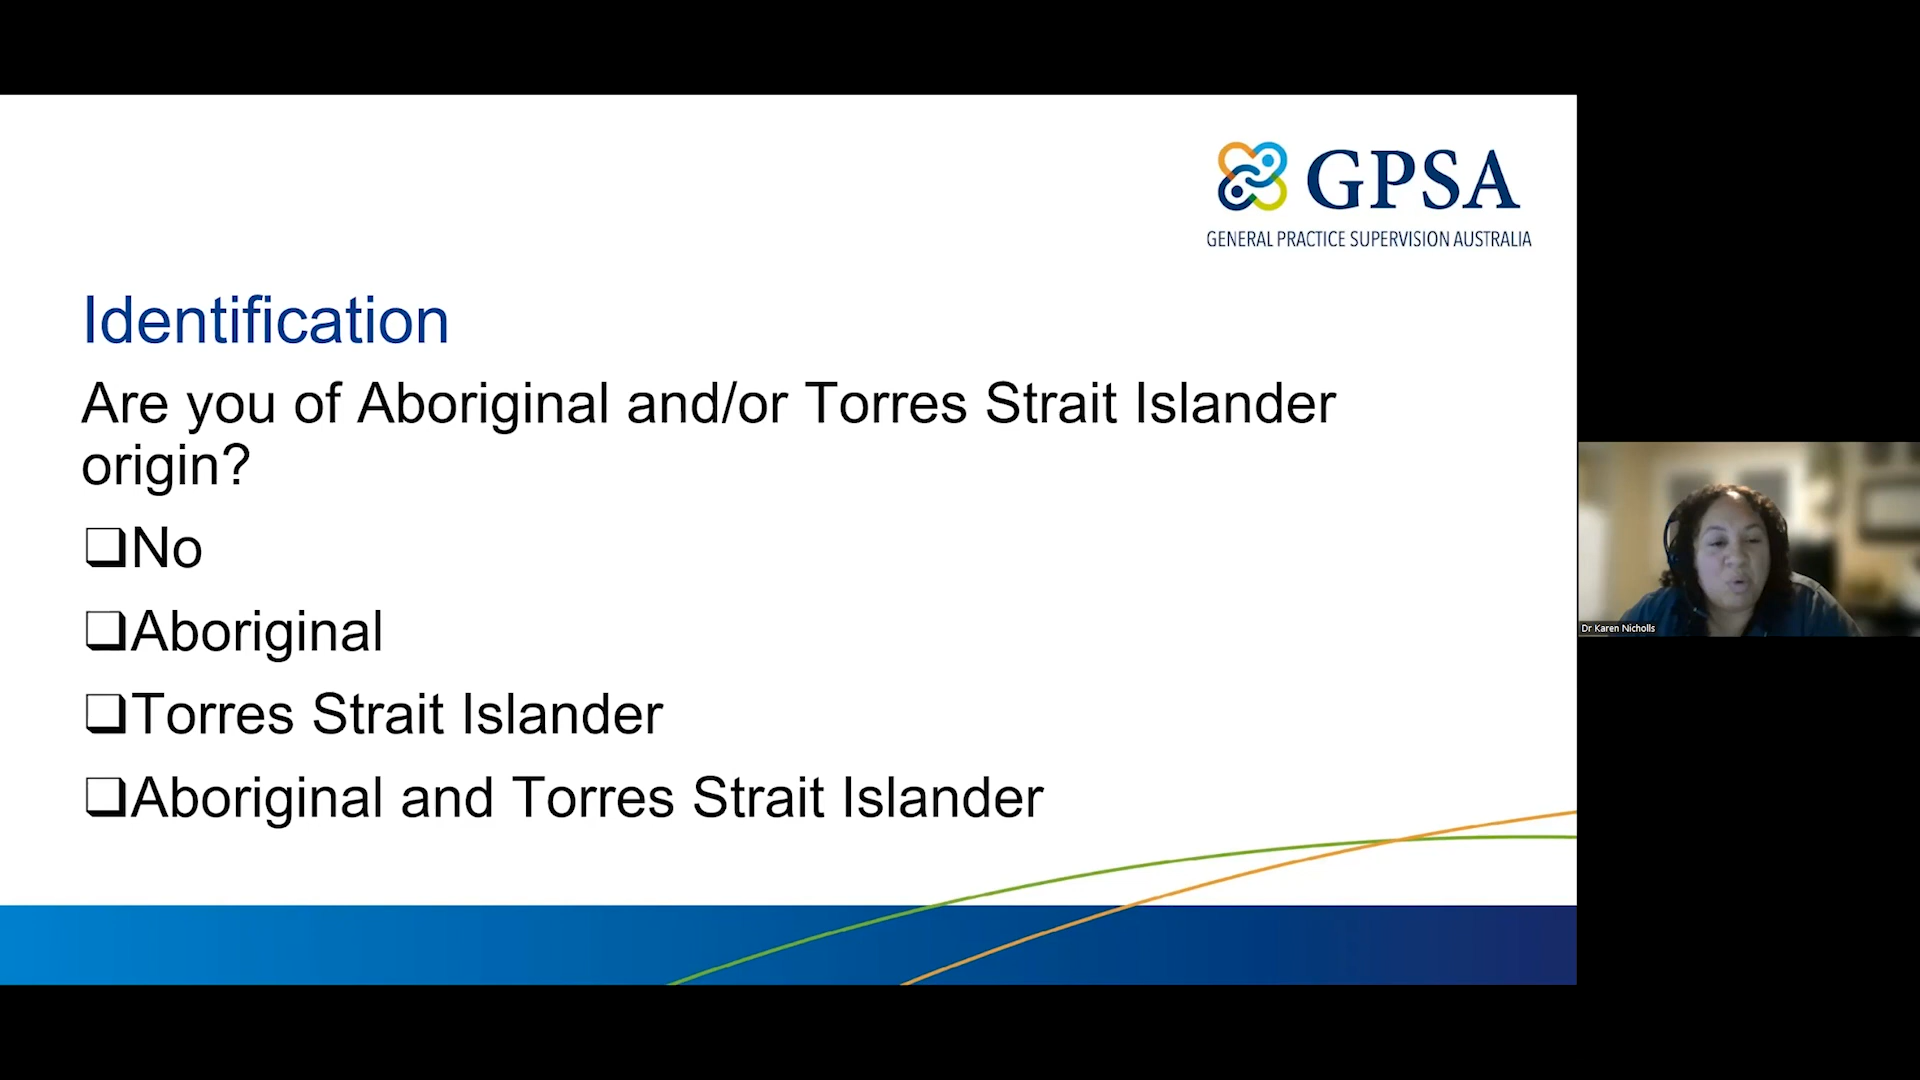 GPSA
GENERAL PRACTICE SUPERVISION AUSTRALIA
Identification
Are you of Aboriginal and/or Torres Strait Islander
origin?
❑No
❑Aboriginal
❑Torres Strait Islander
❑Aboriginal and Torres Strait Islander
Dr Karen Nicholls